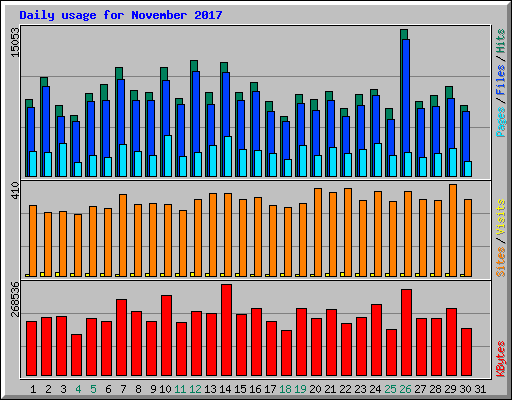 Daily usage for November 2017
15053
Pages / Files / Hits
410
Sites / Visits
268536
KBytes
1 2 3 4 5 6 7 8 9 10 11 12 13 14 15 16 17 18 19 20 21 22 23 24 25 26 27 28 29 30 31